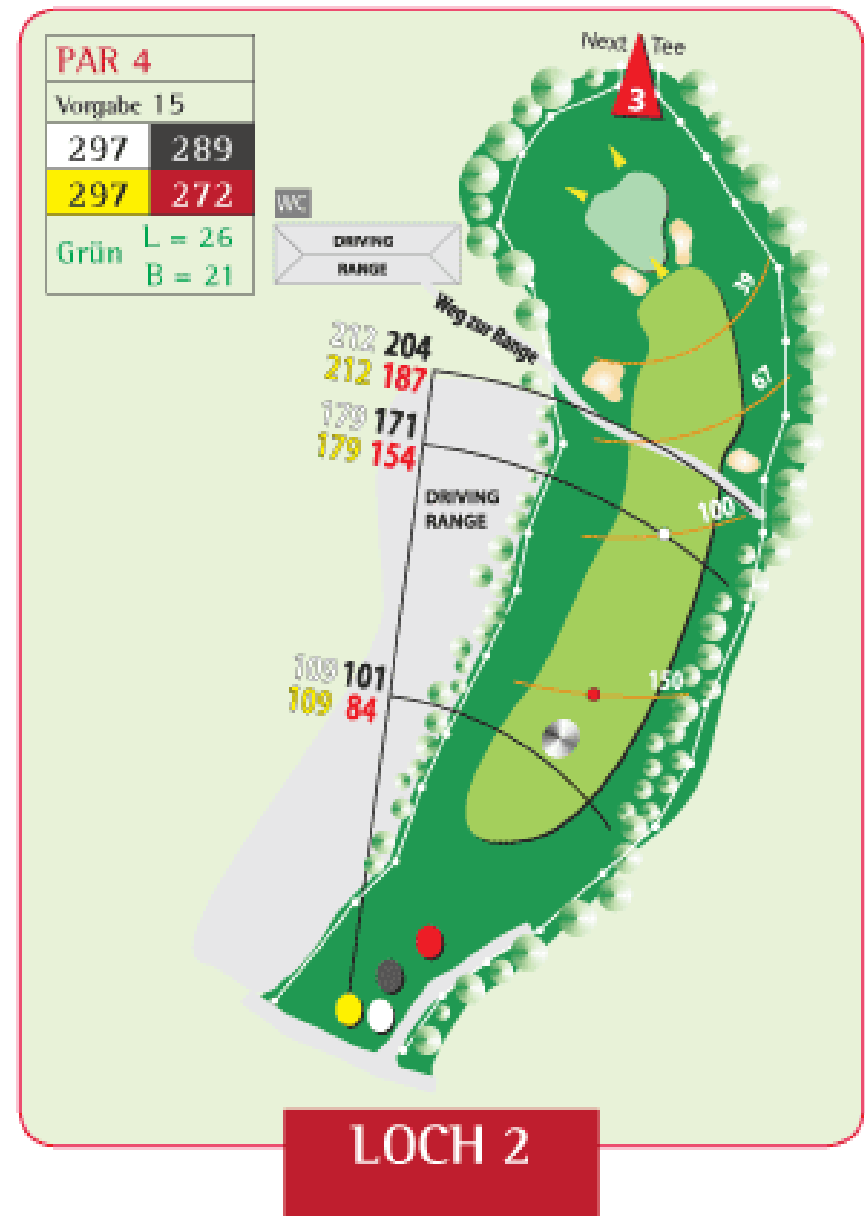 PAR 4
Vorgabe 15
297 289
297 272
Grün L = 26
B = 21
Next Tee
3
WC
DRIVING
RANGE
Weg zur Range
212 204
212 187
179 171
179 154
DRIVING
RANGE
109 101
109 84
39
67
100
150
LOCH 2